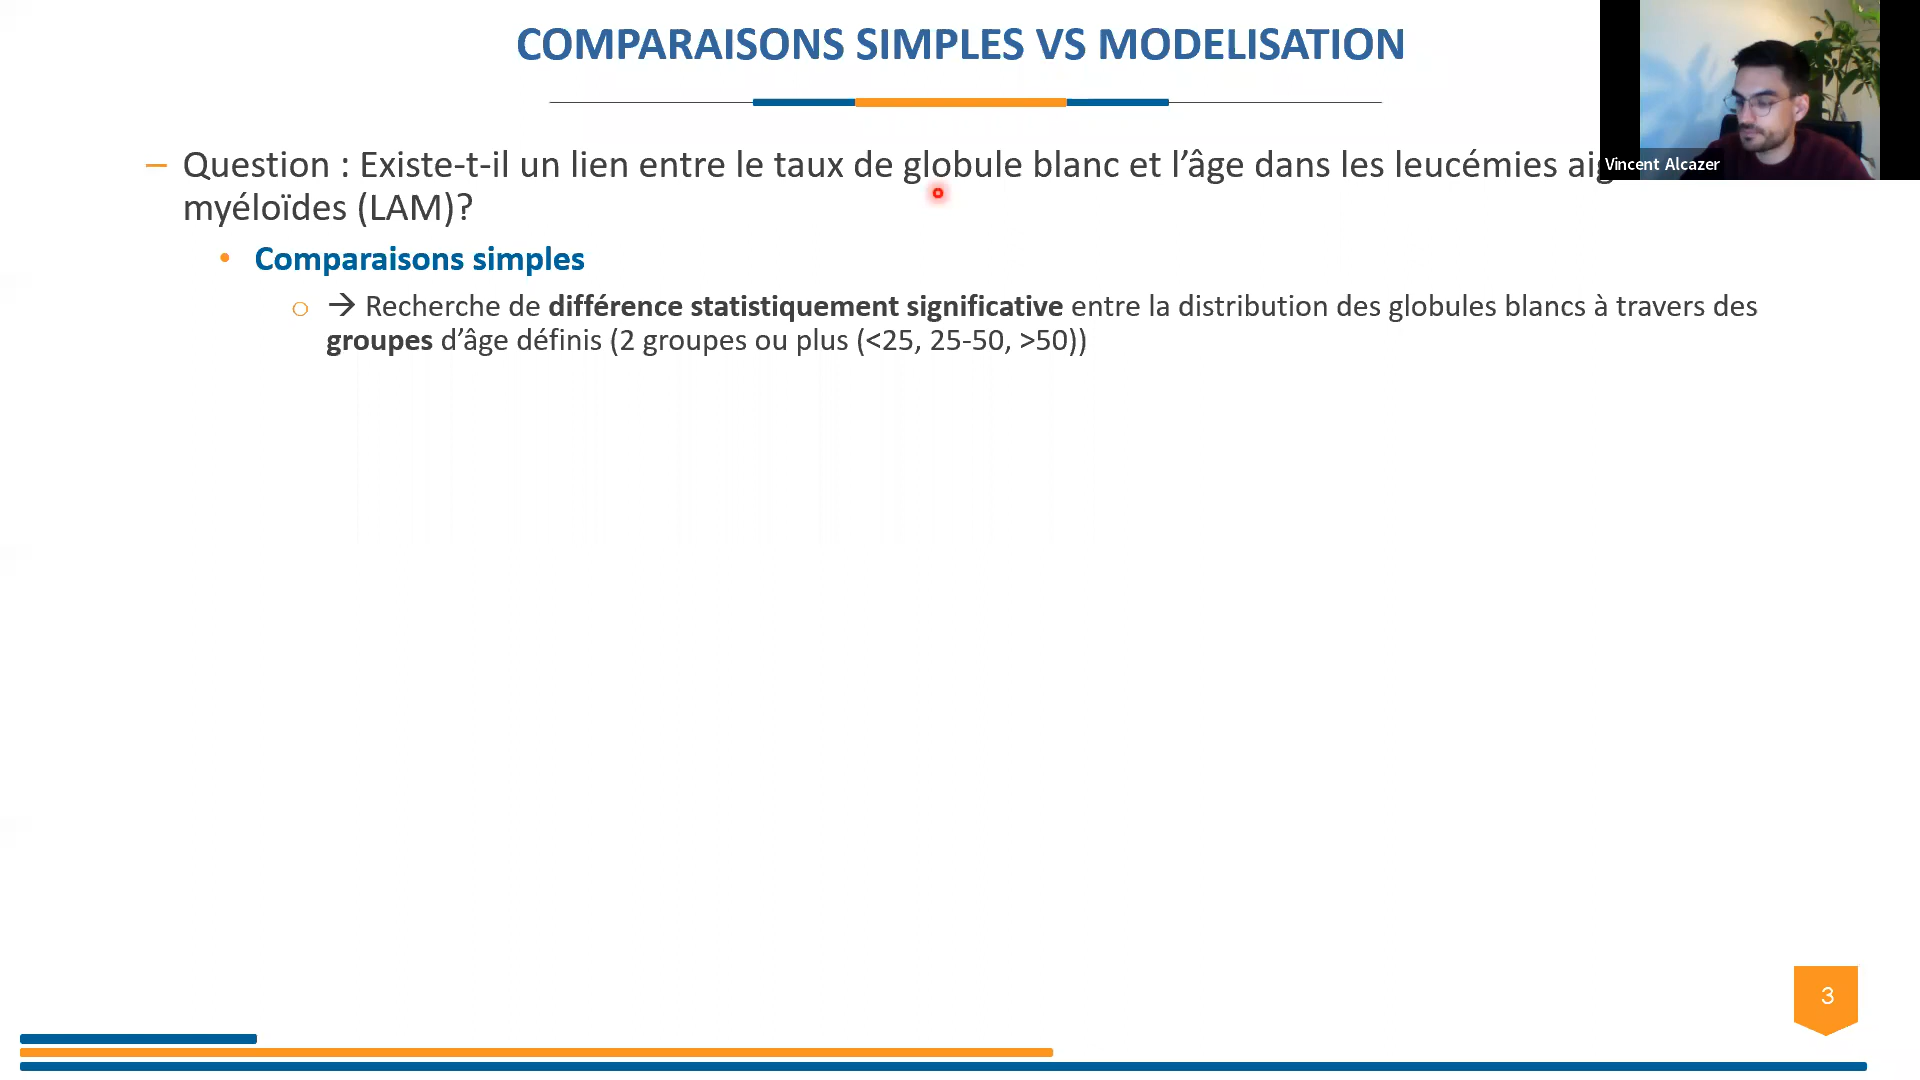 COMPARAISONS SIMPLES VS MODELISATION
– Question : Existe-t-il un lien entre le taux de globule blanc et l’âge dans les leucémies
myéloïdes (LAM)?
• Comparaisons simples
o → Recherche de différence statistiquement significative entre la distribution des globules blancs à travers des
groupes d’âge définis (2 groupes ou plus (<25, 25-50, >50))
Vincent Alcazer
3